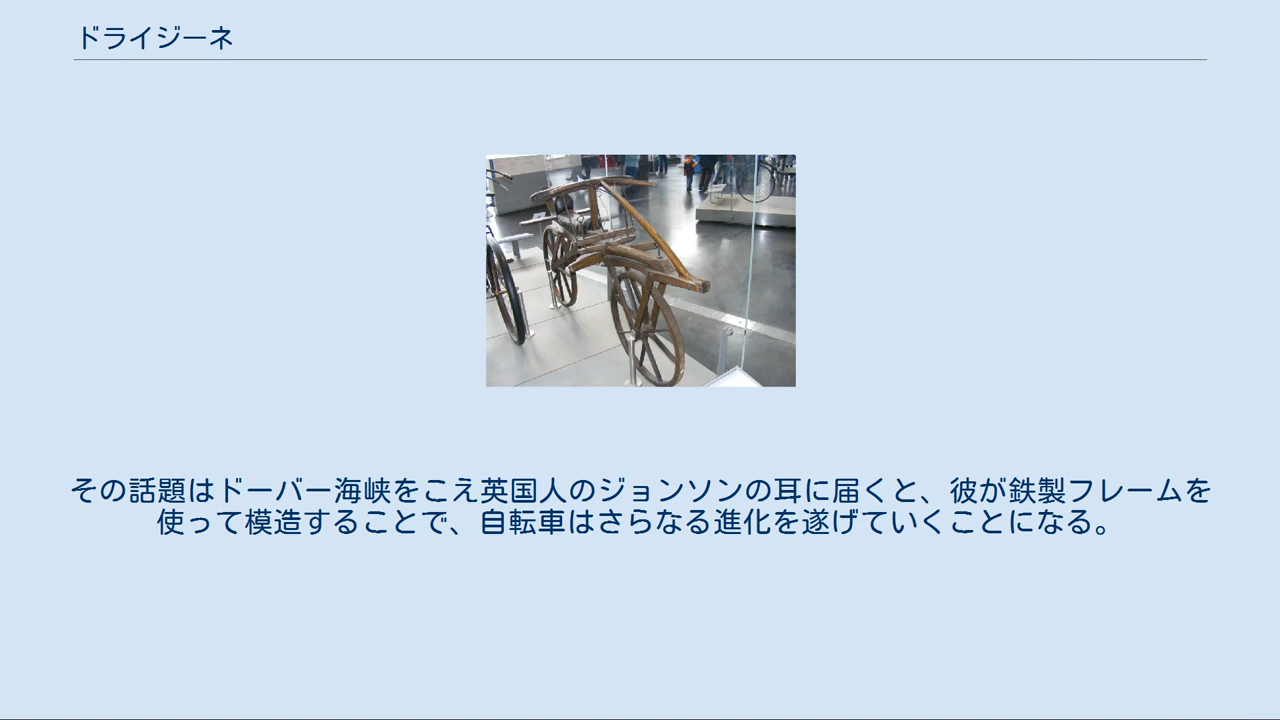 ドライジーネ
その話題はドーバー海峡をこえ英国人のジョンソンの耳に届くと、彼が鉄製フレームを
使って模造することで、自転車はさらなる進化を遂げていくことになる。